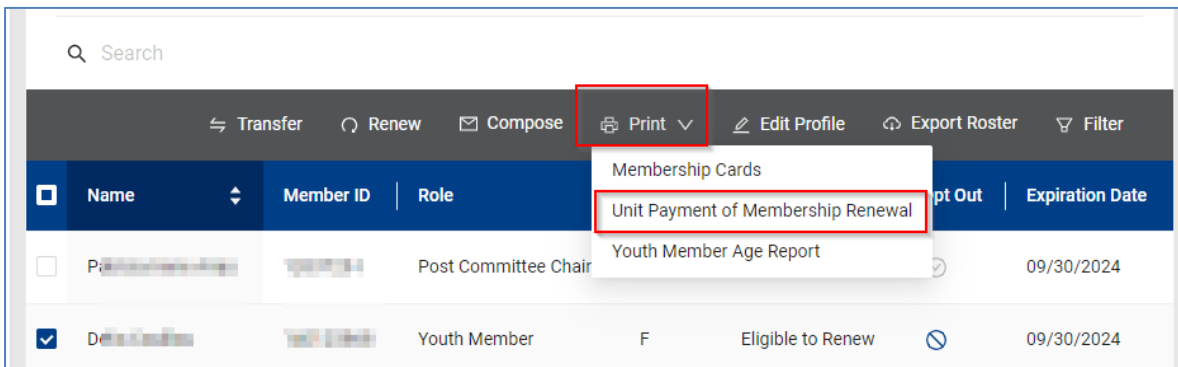 Search
Transfer Renew Compose Print Edit Profile Export Roster Filter
Membership Cards
Unit Payment of Membership Renewal
Youth Member Age Report
Name Member ID Role Expiration Date
Post Committee Chair 09/30/2024
Youth Member F Eligible to Renew 09/30/2024